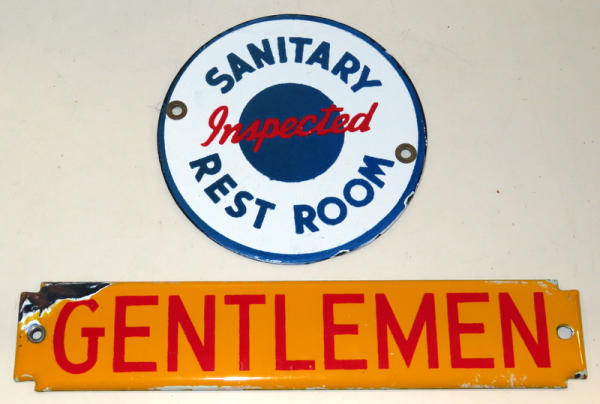 SANITARY
Inspected
REST ROOM
GENTLEMEN